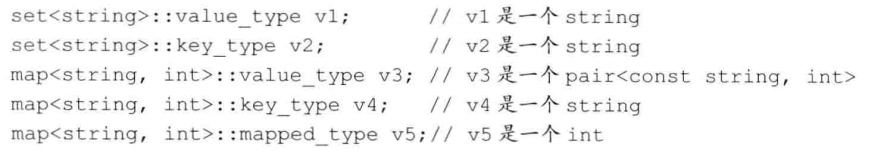 set<string>::value_type v1;      // v1 是一个 string
set<string>::key_type v2;        // v2 是一个 string
map<string, int>::value_type v3; // v3 是一个 pair<const string, int>
map<string, int>::key_type v4;   // v4 是一个 string
map<string, int>::mapped_type v5;// v5 是一个 int